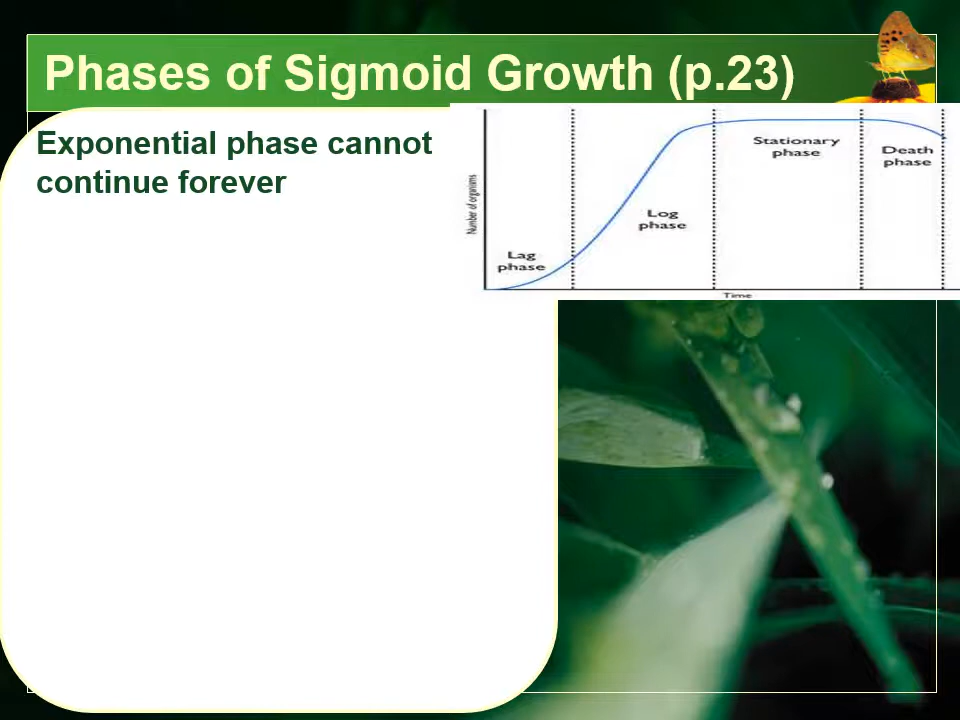 Phases of Sigmoid Growth (p.23)
Exponential phase cannot
continue forever
Number of organisms
Lag
phase
Log
phase
Stationary
phase
Death
phase
Time